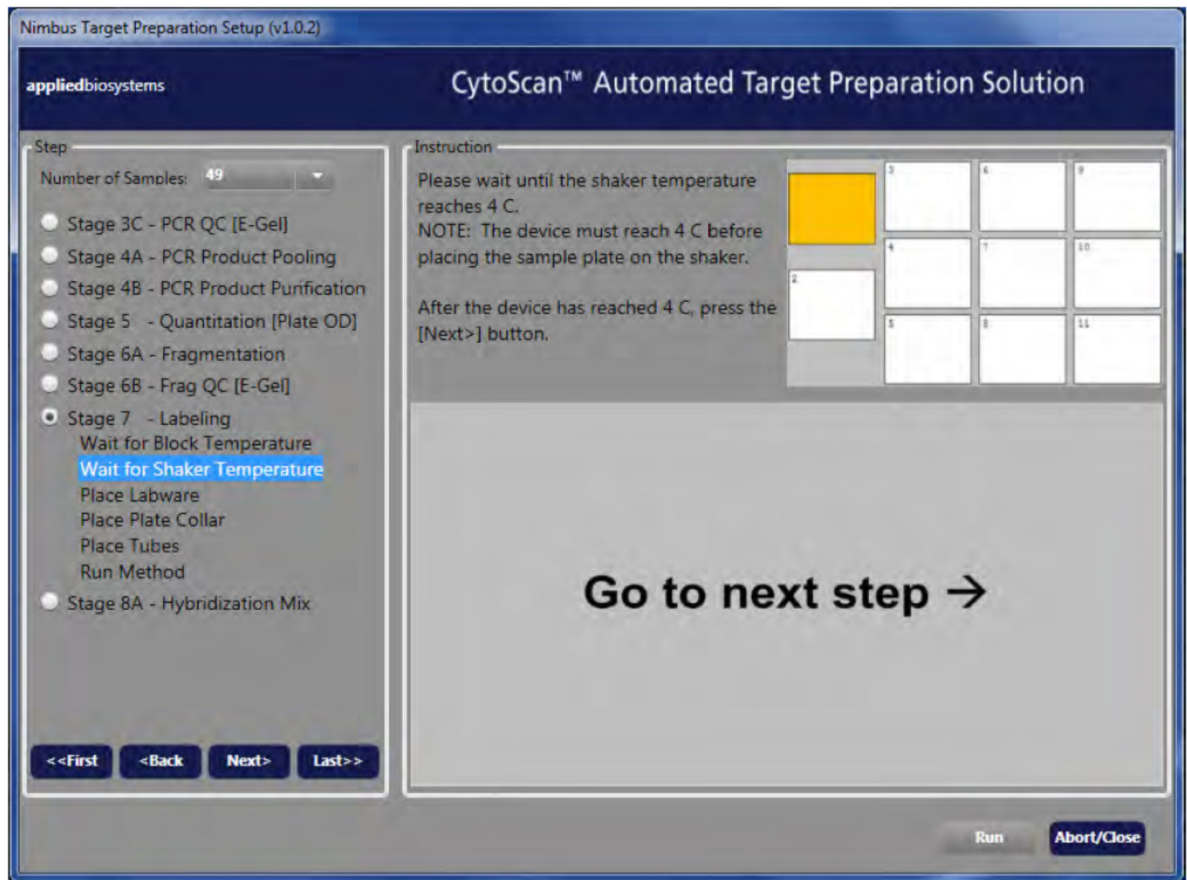 Nimbus Target Preparation Setup (v1.0.2)
appliedbiosystems
CytoScan™ Automated Target Preparation Solution
Step
Number of Samples: 49
Stage 3C - PCR QC [E-Gel]
Stage 4A - PCR Product Pooling
Stage 4B - PCR Product Purification
Stage 5 - Quantitation [Plate OD]
Stage 6A - Fragmentation
Stage 6B - Frag QC [E-Gel]
Stage 7 - Labeling
Wait for Block Temperature
Wait for Shaker Temperature
Place Labware
Place Plate Collar
Place Tubes
Run Method
Stage 8A - Hybridization Mix
<<First <Back Next> Last>>
Instruction
Please wait until the shaker temperature
reaches 4 C.
NOTE: The device must reach 4 C before
placing the sample plate on the shaker.
After the device has reached 4 C, press the
[Next>] button.
3 6 9
4 7 10
2
5 8 11
Go to next step →
Run Abort/Close